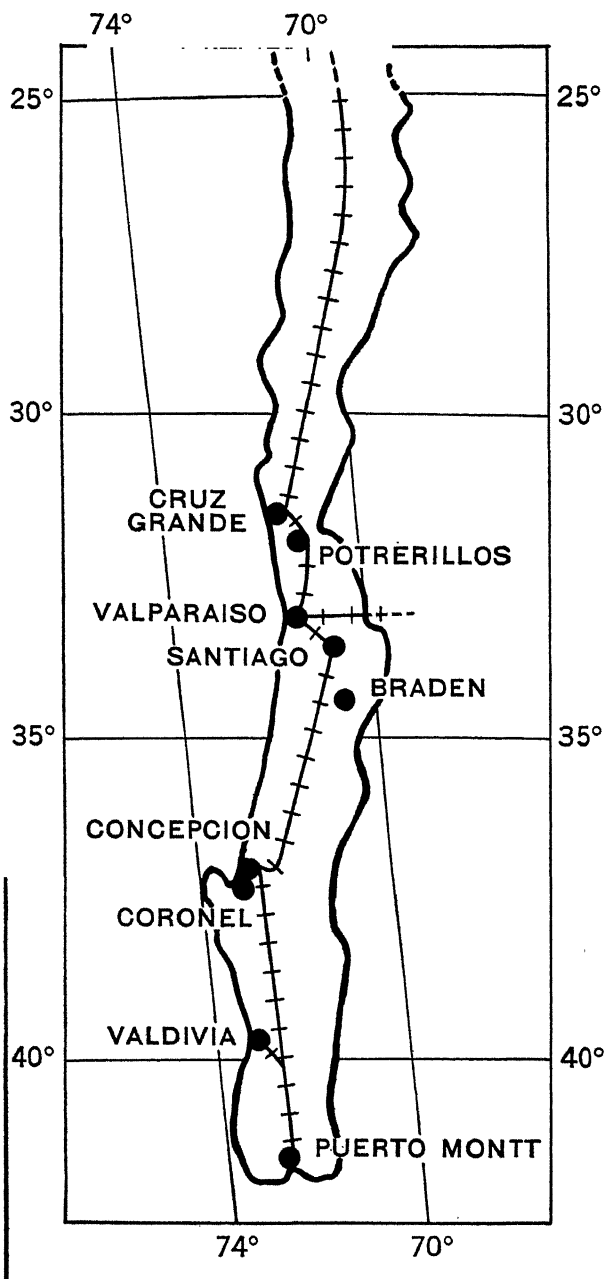 74° 70°
25° 25°
30° 30°
CRUZ
GRANDE
POTRERILLOS
VALPARAISO
SANTIAGO
BRADEN
35° 35°
CONCEPCION
CORONEL
VALDIVIA
40° 40°
PUERTO MONTT
74° 70°